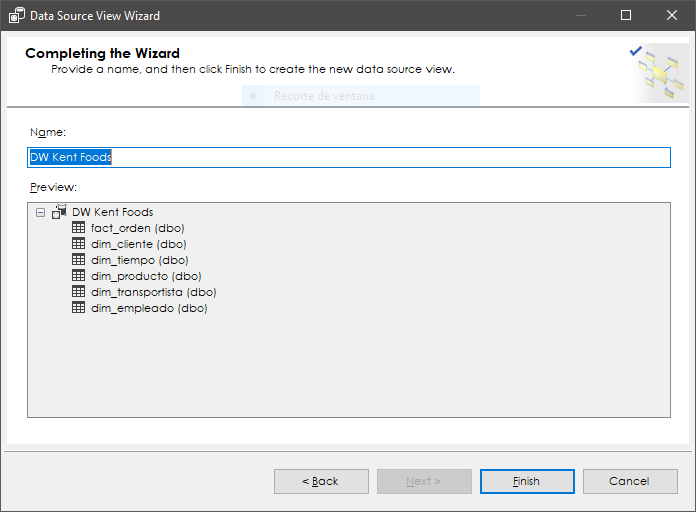 Data Source View Wizard
Completing the Wizard
Provide a name, and then click Finish to create the new data source view.
Recorte de ventana
Name:
DW Kent Foods
Preview:
DW Kent Foods
fact_orden (dbo)
dim_cliente (dbo)
dim_tiempo (dbo)
dim_producto (dbo)
dim_transportista (dbo)
dim_empleado (dbo)
< Back
Next >
Finish
Cancel